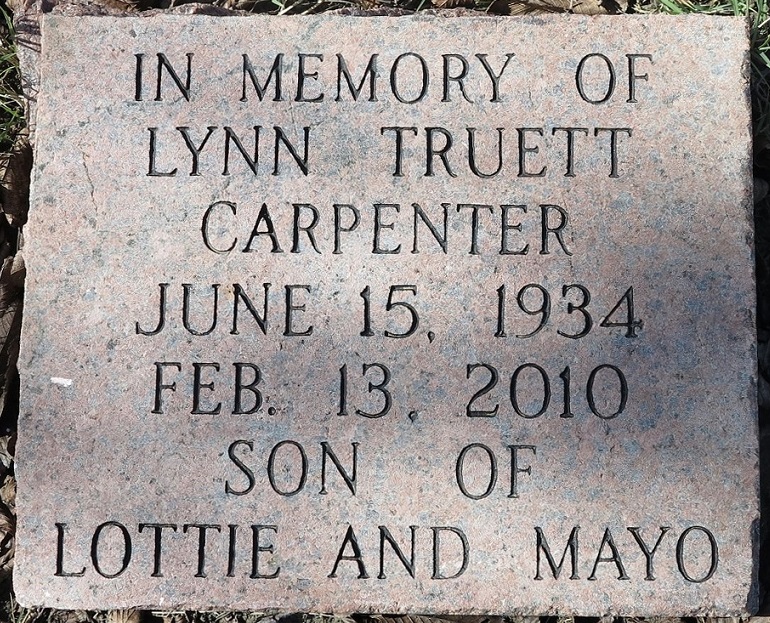 IN MEMORY OF
LYNN TRUETT
CARPENTER
JUNE 15, 1934
FEB. 13, 2010
SON OF
LOTTIE AND MAYO